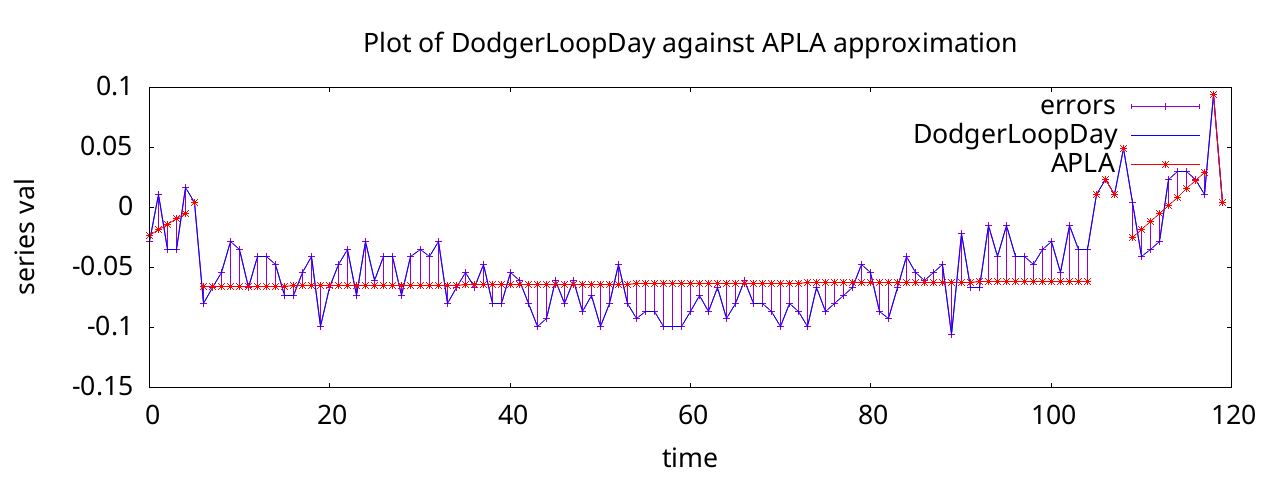 Plot of DodgerLoopDay against APLA approximation
0.1
0.05
0
-0.05
-0.1
-0.15
series val
errors
DodgerLoopDay
APLA
0 20 40 60 80 100 120
time